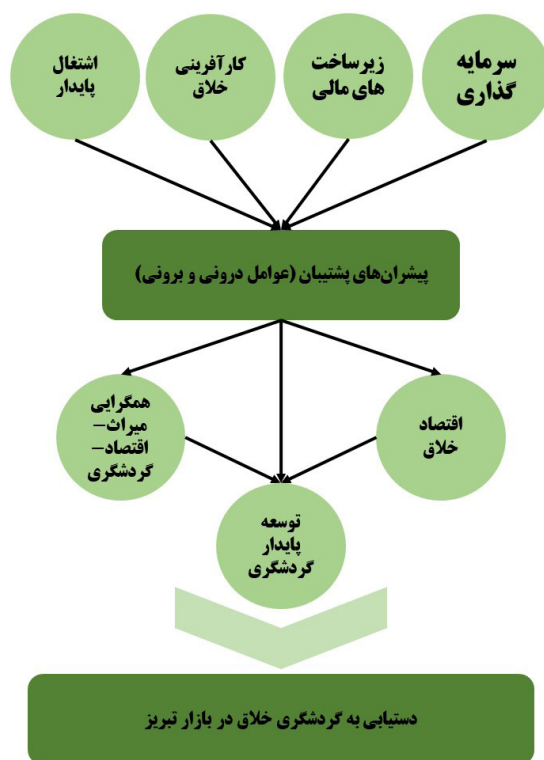 سرمایه
گذاری
زیرساخت
های مالی
کارآفرینی
خلاق
اشتغال
پایدار
پیشران‌های پشتیبان (عوامل درونی و برونی)
اقتصاد
خلاق
همگرایی
میراث–
اقتصاد–
گردشگری
توسعه
پایدار
گردشگری
دستیابی به گردشگری خلاق در بازار تبریز